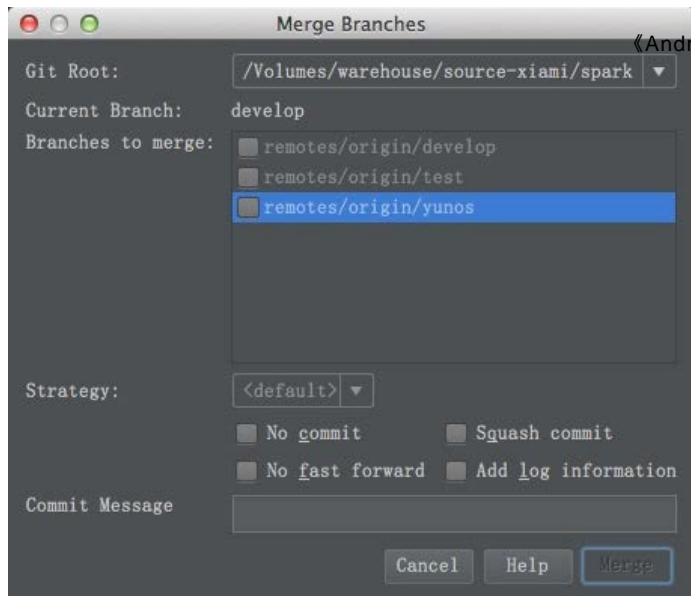 Merge Branches
《Andr
Git Root:
/Volumes/warehouse/source-xiami/spark
Current Branch: develop
Branches to merge:
remotes/origin/develop
remotes/origin/test
remotes/origin/yunos
Strategy:
<default>
No commit Squash commit
No fast forward Add log information
Commit Message
Cancel Help Merge